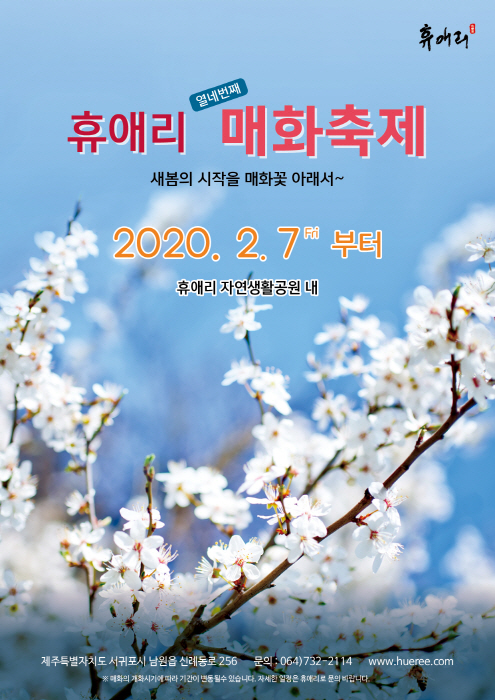 휴애리
열네번째
휴애리 매화축제
새봄의 시작을 매화꽃 아래서~
2020. 2. 7 Fri 부터
휴애리 자연생활공원 내
제주특별자치도 서귀포시 남원읍 신례동로 256 문의 : 064)732-2114 www.hueree.com
※ 매화의 개화시기에 따라 기간이 변동될수 있습니다. 자세한 일정은 휴애리로 문의 바랍니다.